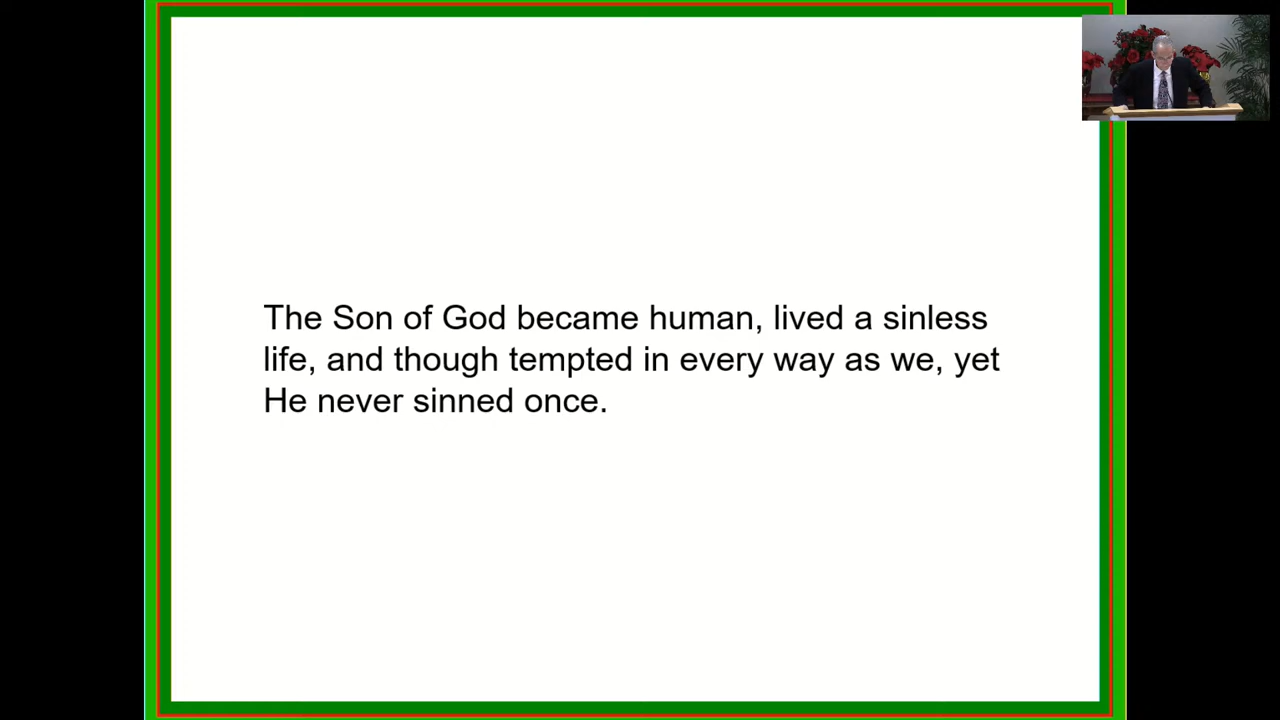 The Son of God became human, lived a sinless
life, and though tempted in every way as we, yet
He never sinned once.